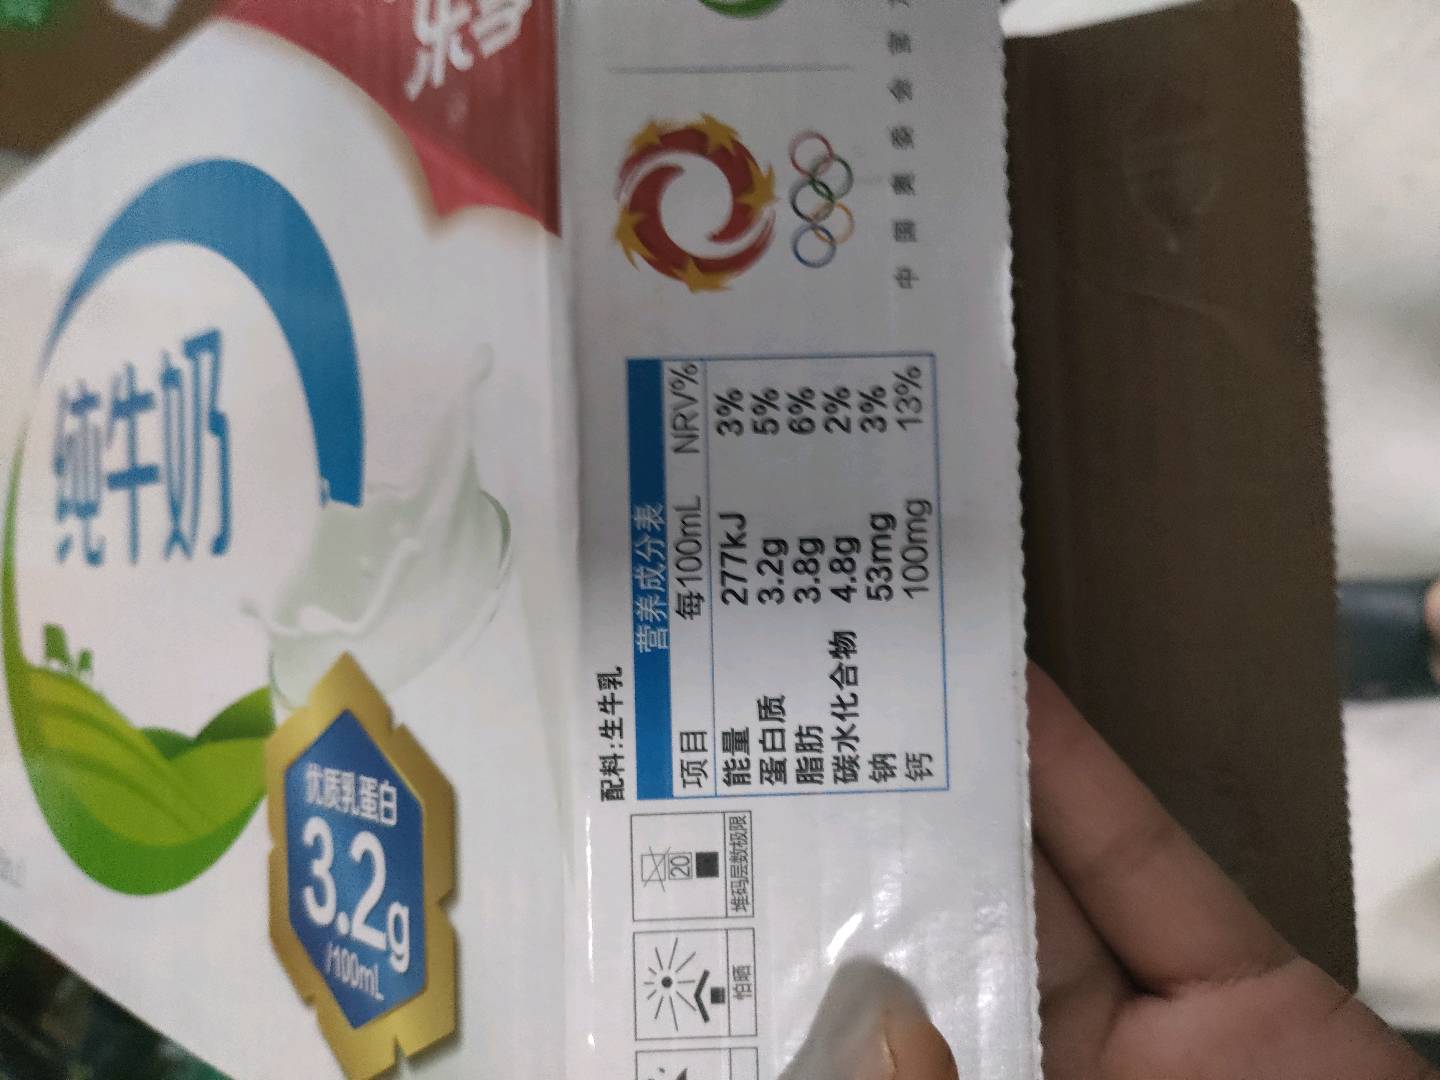 纯牛奶
优质乳蛋白
3.2g
/100mL
配料:生牛乳
营养成分表
项目 每100mL NRV%
能量 277kJ 3%
蛋白质 3.2g 5%
脂肪 3.8g 6%
碳水化合物 4.8g 2%
钠 53mg 3%
钙 100mg 13%
中国奥委会官
20
堆码层数极限
怕晒